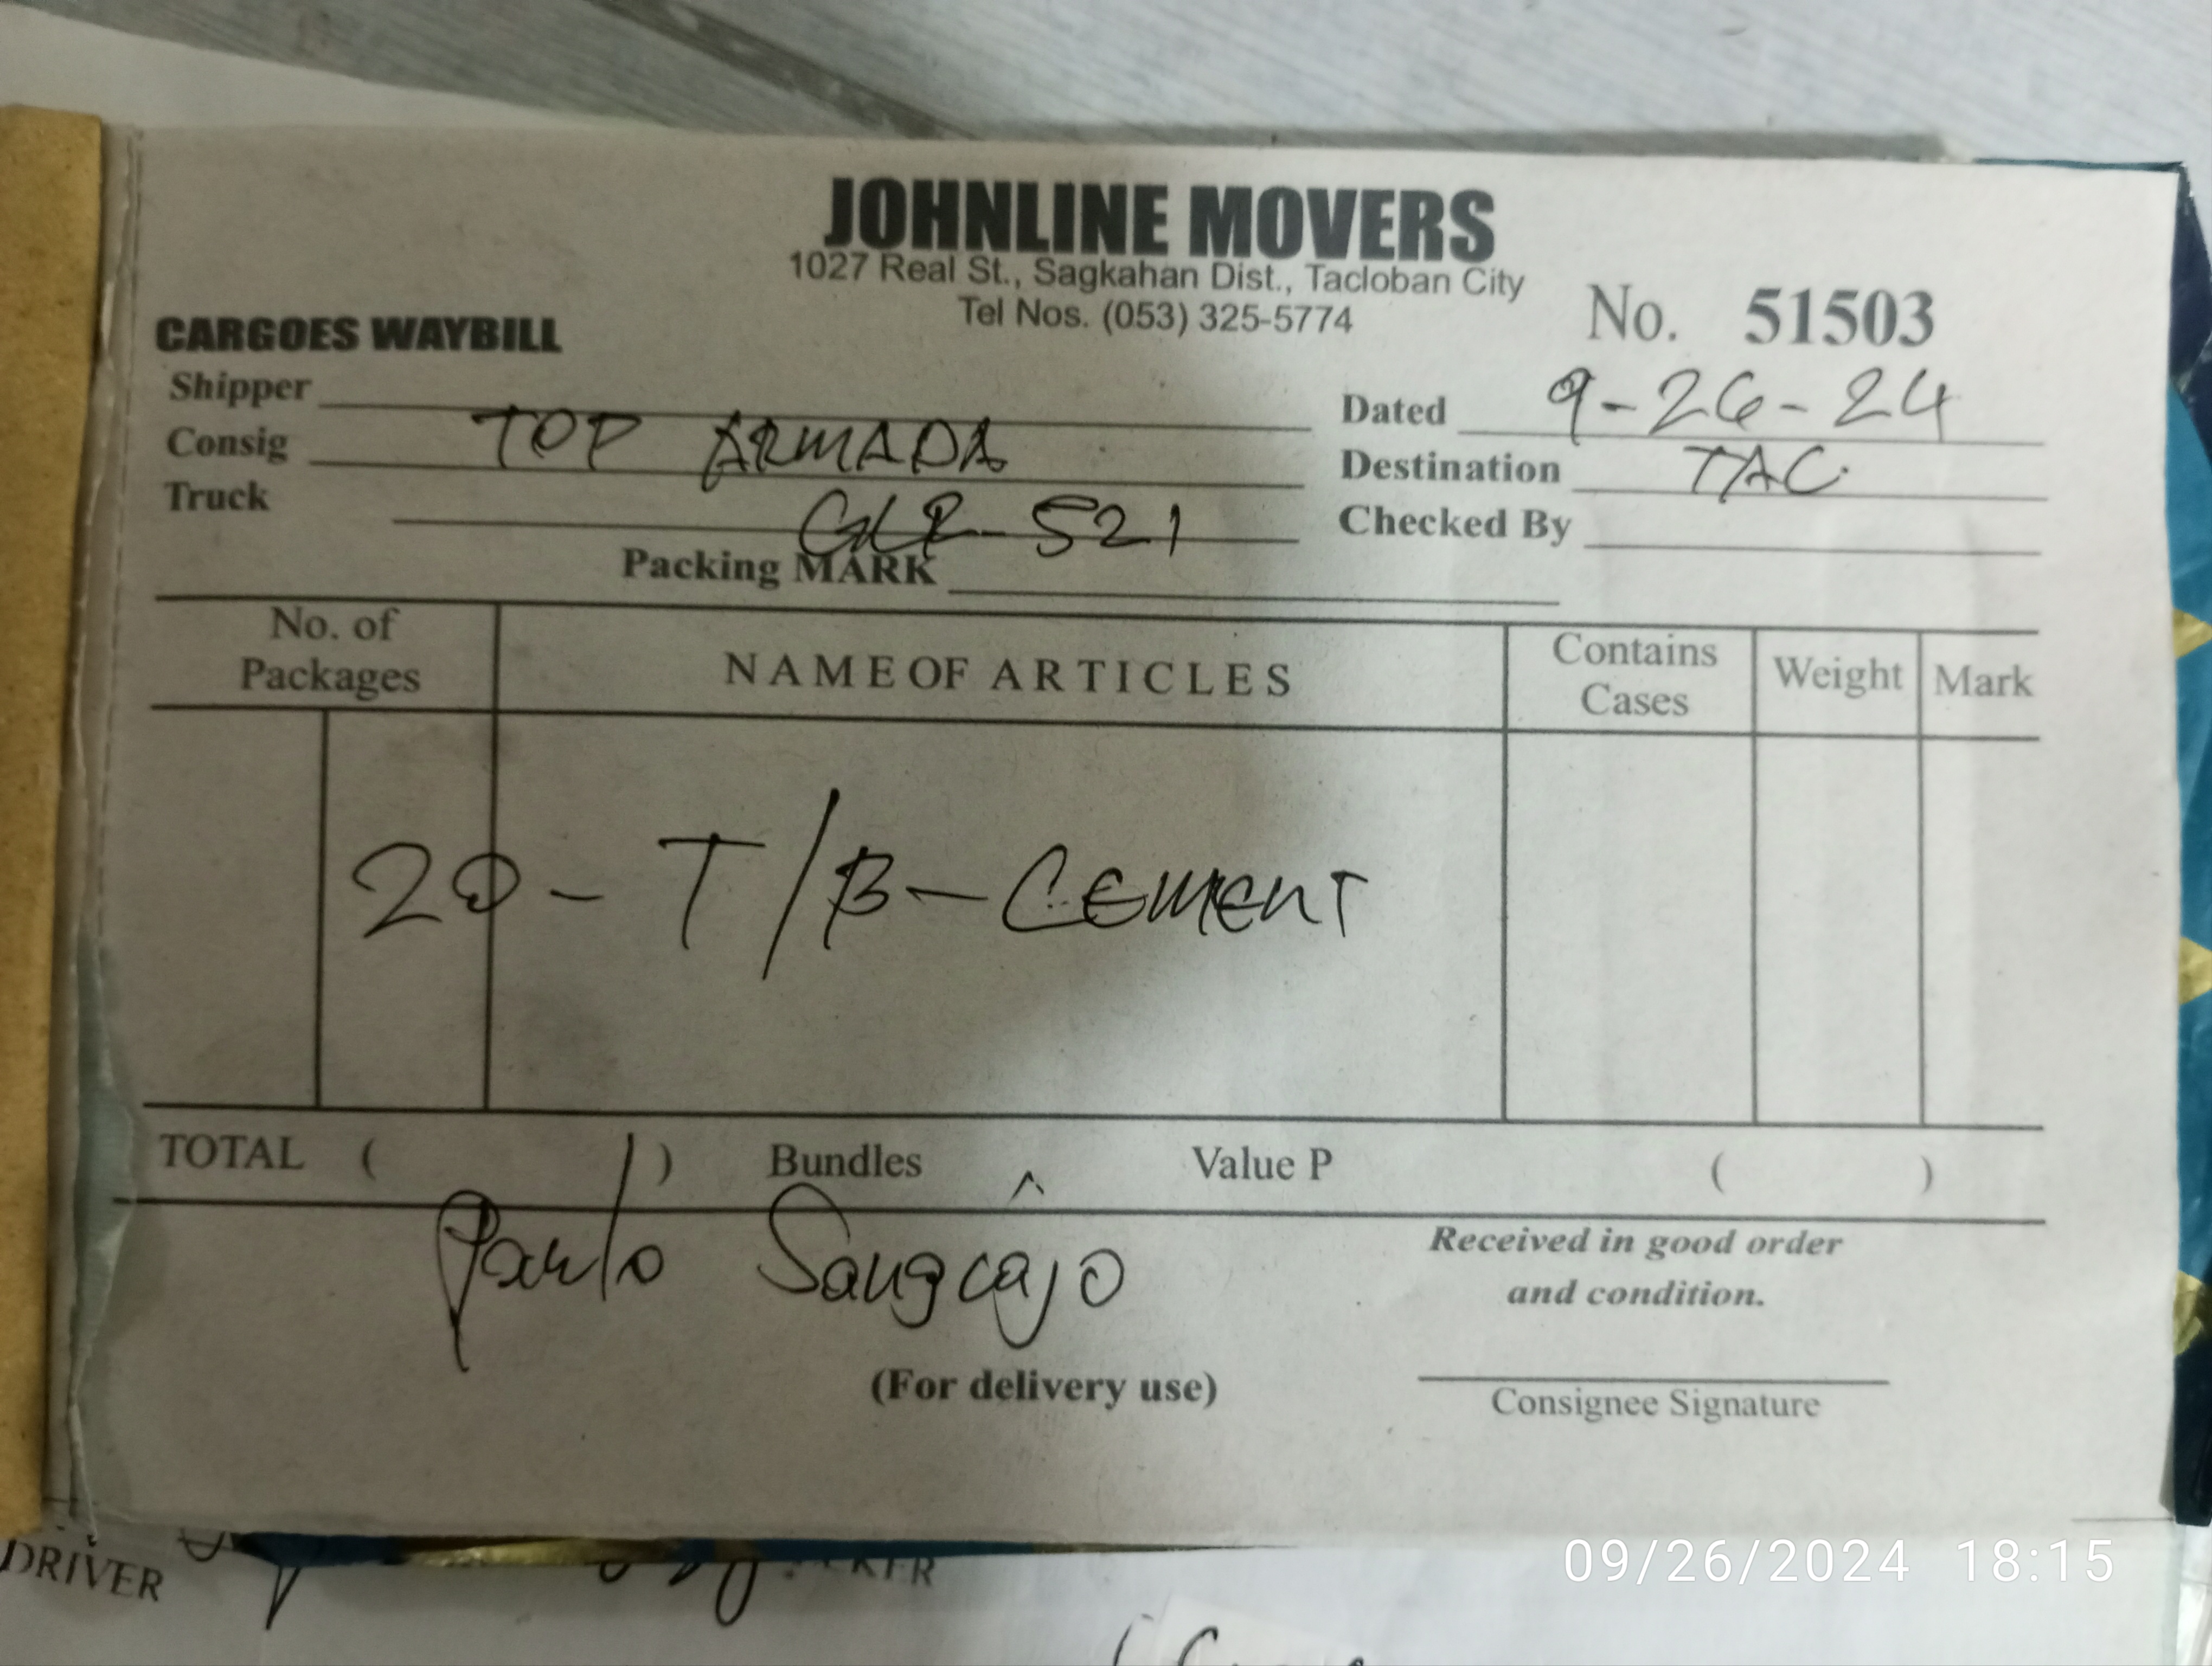 JOHNLINE MOVERS
1027 Real St., Sagkahan Dist., Tacloban City
Tel Nos. (053) 325-5774
CARGOES WAYBILL
No. 51503
Shipper
Dated 9-26-24
Consig TOP ARMADA
Destination TAC
Truck GLR-521
Checked By
Packing MARK
No. of Packages NAME OF ARTICLES Contains Cases Weight Mark
20 - T/B - CEMENT
TOTAL ( ) Bundles Value P ( )
Sangcajo
Received in good order
and condition.
(For delivery use)
Consignee Signature
DRIVER
09/26/2024 18:15